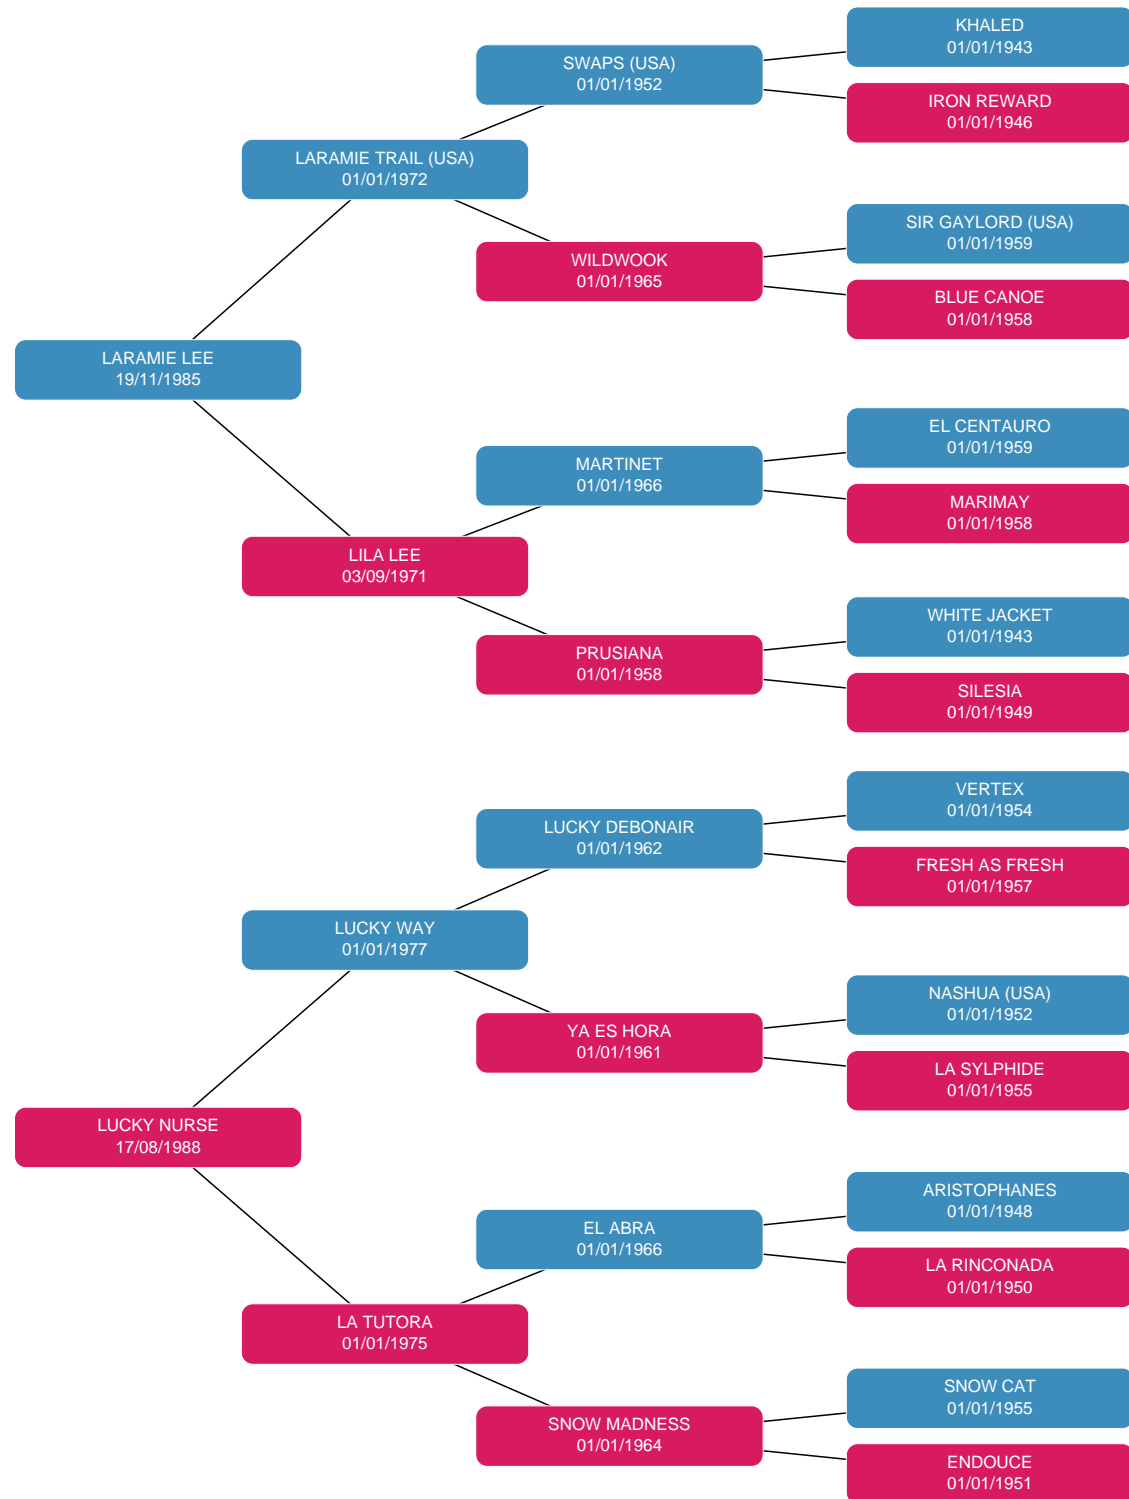 KHALED
01/01/1943
SWAPS (USA)
01/01/1952
IRON REWARD
01/01/1946
LARAMIE TRAIL (USA)
01/01/1972
SIR GAYLORD (USA)
01/01/1959
WILDWOOK
01/01/1965
BLUE CANOE
01/01/1958
LARAMIE LEE
19/11/1985
EL CENTAURO
01/01/1959
MARTINET
01/01/1966
MARIMAY
01/01/1958
LILA LEE
03/09/1971
WHITE JACKET
01/01/1943
PRUSIANA
01/01/1958
SILESIA
01/01/1949
VERTEX
01/01/1954
LUCKY DEBONAIR
01/01/1962
FRESH AS FRESH
01/01/1957
LUCKY WAY
01/01/1977
NASHUA (USA)
01/01/1952
YA ES HORA
01/01/1961
LA SYLPHIDE
01/01/1955
LUCKY NURSE
17/08/1988
ARISTOPHANES
01/01/1948
EL ABRA
01/01/1966
LA RINCONADA
01/01/1950
LA TUTORA
01/01/1975
SNOW CAT
01/01/1955
SNOW MADNESS
01/01/1964
ENDOUCE
01/01/1951